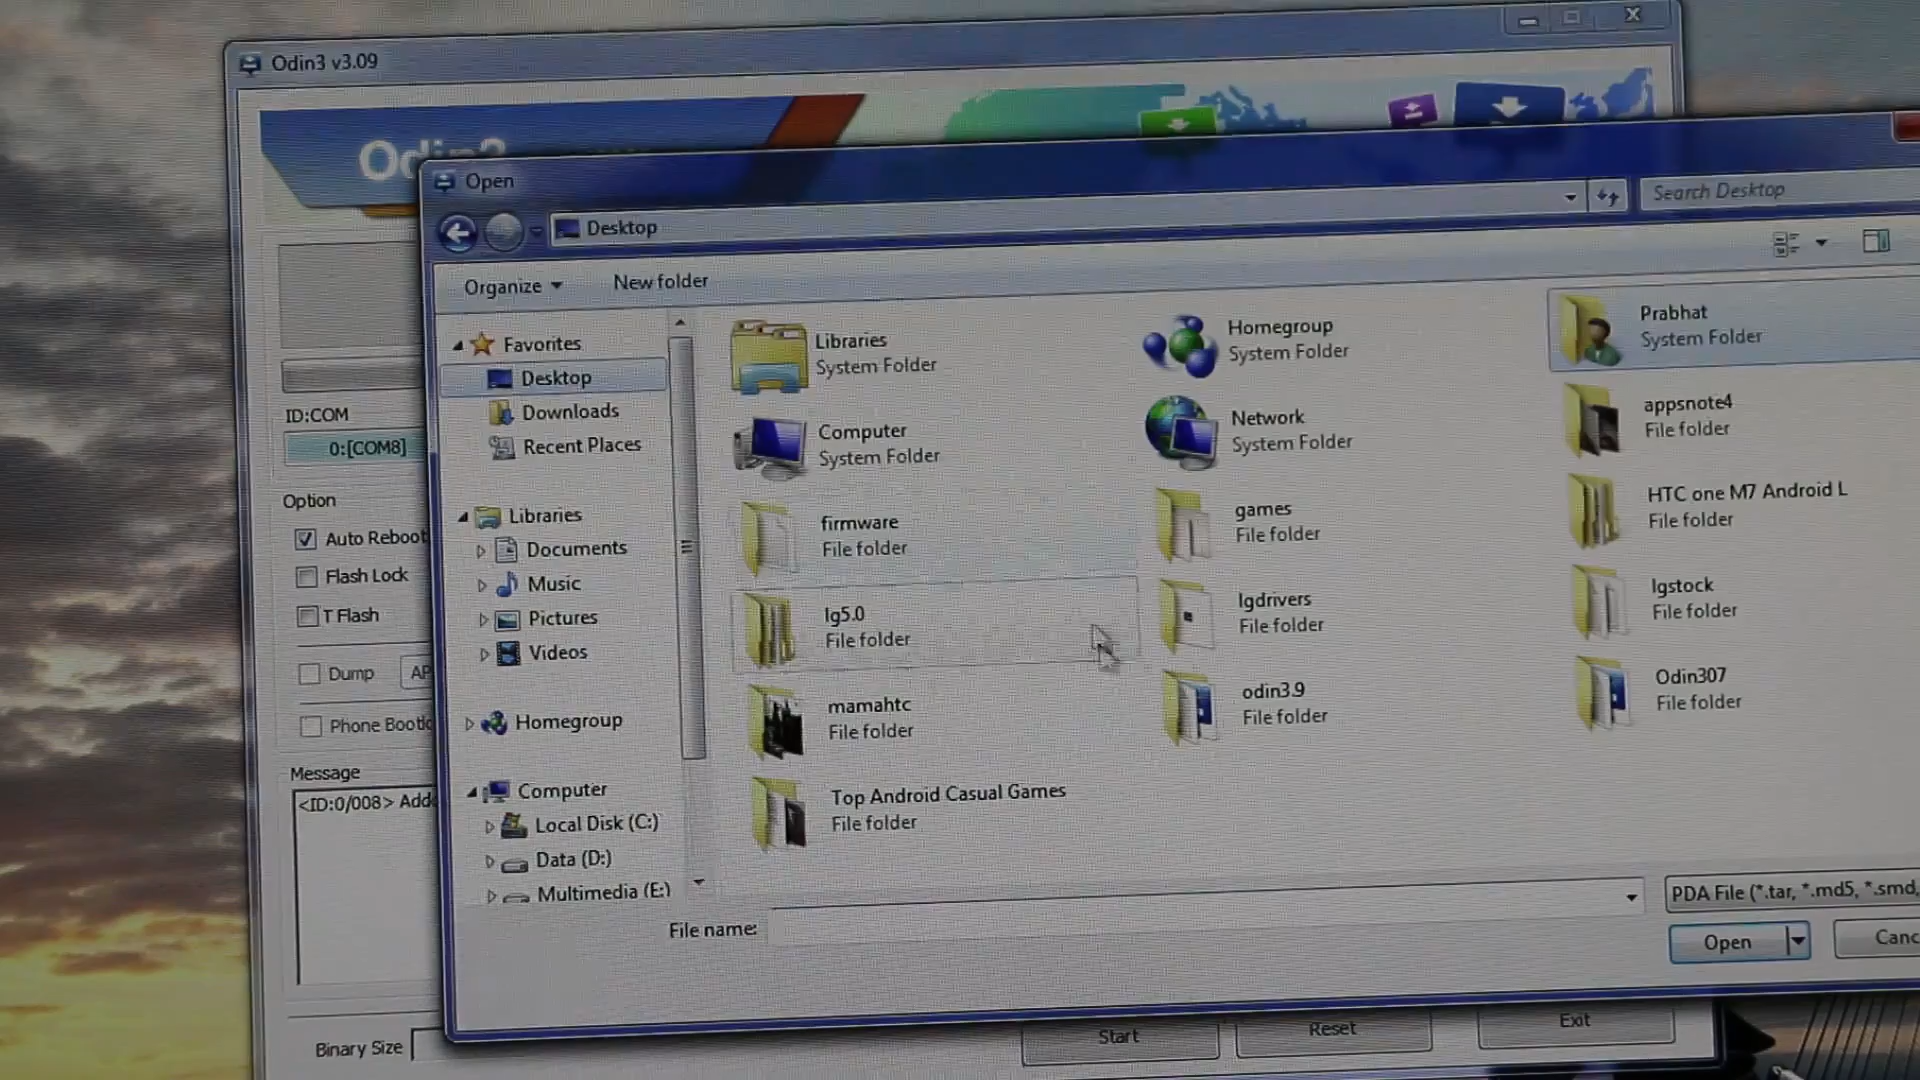 Odin3 v3.09
Open
Desktop
Search Desktop
Organize
New folder
Favorites
Desktop
Downloads
Recent Places
Libraries
Documents
Music
Pictures
Videos
Homegroup
Computer
Local Disk (C:)
Data (D:)
Multimedia (E:)
Libraries
System Folder
Homegroup
System Folder
Prabhat
System Folder
Computer
System Folder
Network
System Folder
appsnote4
File folder
firmware
File folder
games
File folder
HTC one M7 Android L
File folder
lg5.0
File folder
lgdrivers
File folder
lgstock
File folder
mamahtc
File folder
odin3.9
File folder
Odin307
File folder
Top Android Casual Games
File folder
File name:
PDA File (*.tar, *.md5, *.smd,
Open
Canc
ID:COM
0:[COM8]
Option
Auto Reboot
Flash Lock
T Flash
Dump
AP
Phone Bootlo
Message
<ID:0/008> Adde
Binary Size
Start
Reset
Exit